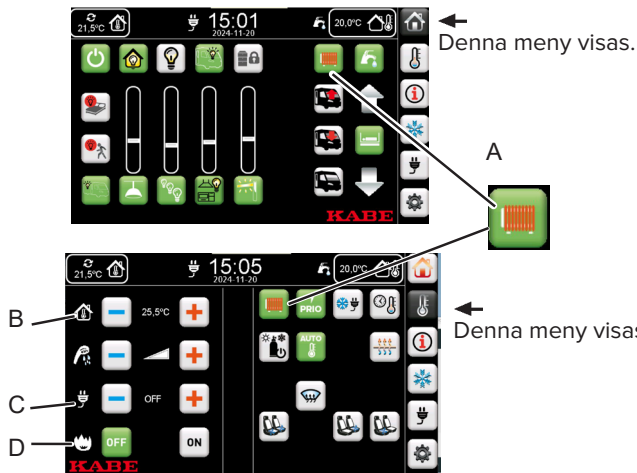 21,5°C
15:01
2024-11-20
20,0°C
Denna meny visas.
A
KABE
21,5°C
15:05
2024-11-20
20,0°C
B
25,5°C
PRIO
Denna meny visas
AUTO
C
OFF
D
OFF
ON
KABE